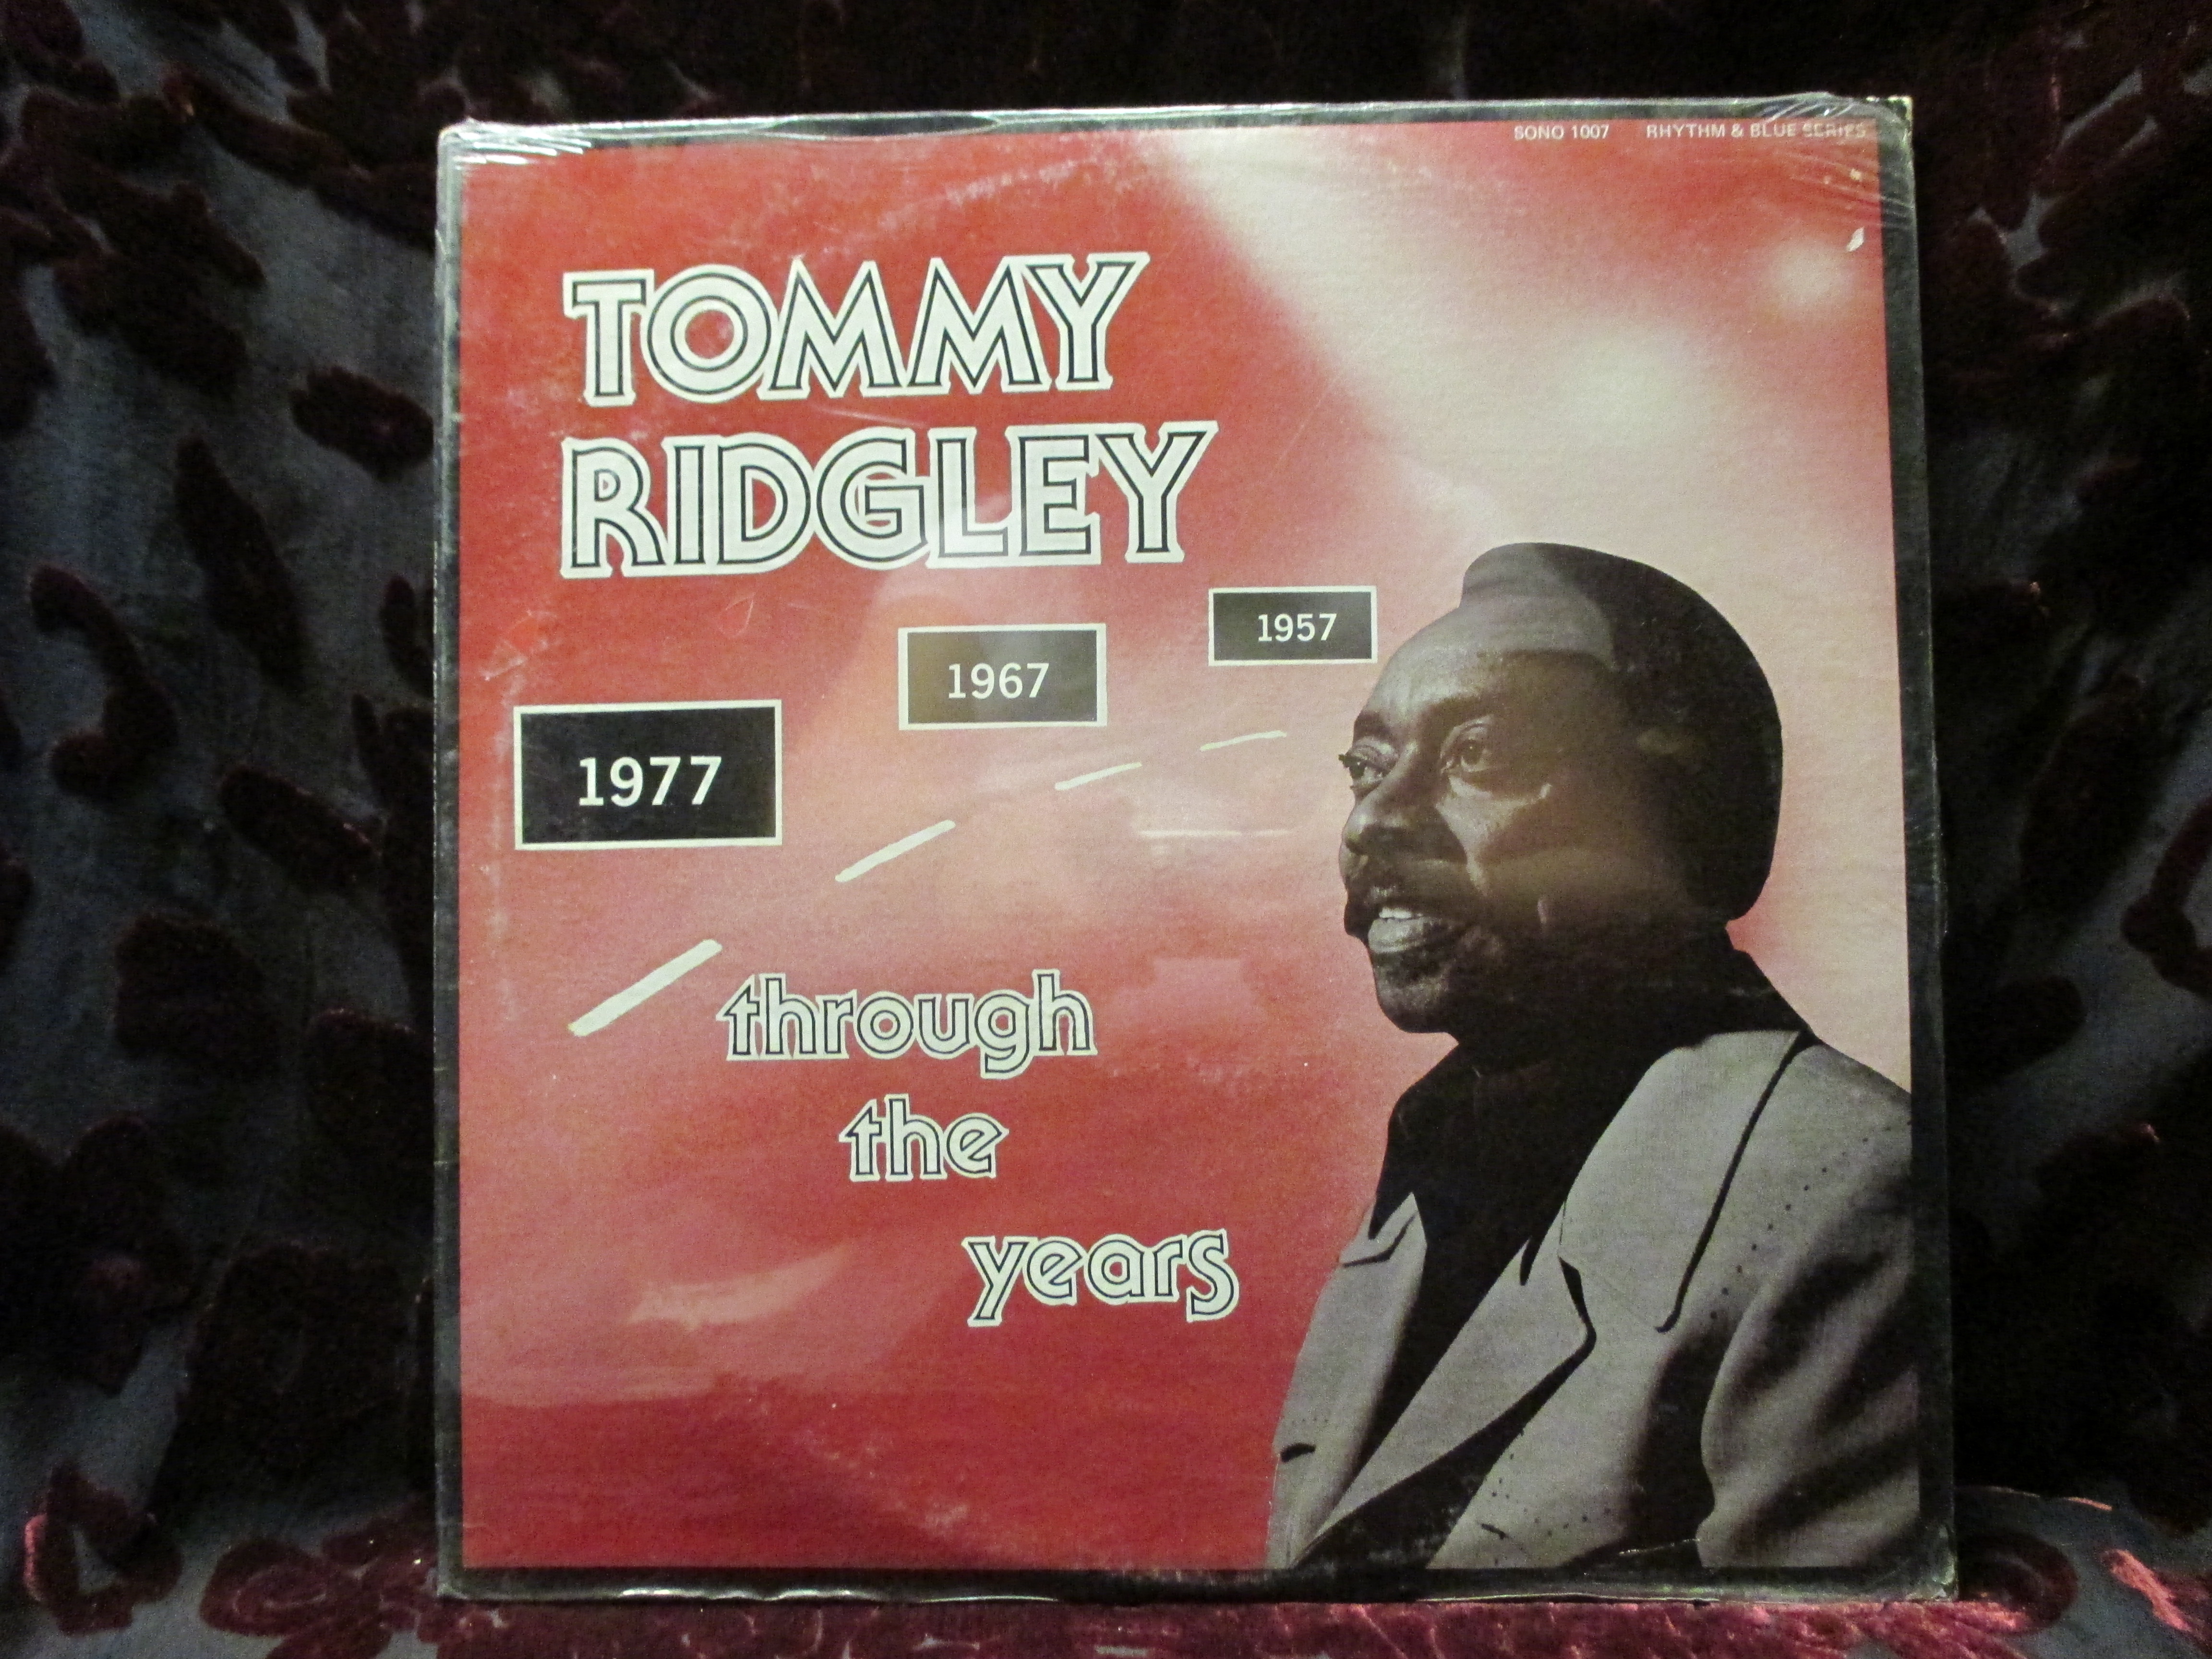 SONO 1007 RHYTHM & BLUE SERIES
TOMMY
RIDGLEY
1957
1967
1977
through
the
years